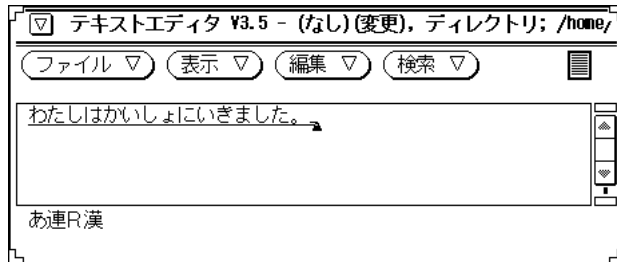 テキストエディタ V3.5 - (なし)(変更), ディレクトリ; /home/
ファイル ▽ 表示 ▽ 編集 ▽ 検索 ▽
わたしはかいしょにいきました。
あ連R漢